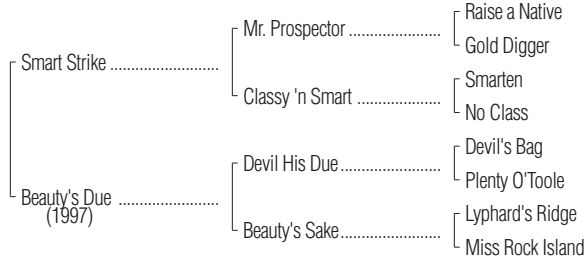 Raise a Native
Mr. Prospector ....................
Gold Digger
Smart Strike ........................
Smarten
Classy 'n Smart ..................
No Class
Devil's Bag
Devil His Due ......................
Plenty O'Toole
Beauty's Due ......................
(1997)
Lyphard's Ridge
Beauty's Sake ......................
Miss Rock Island